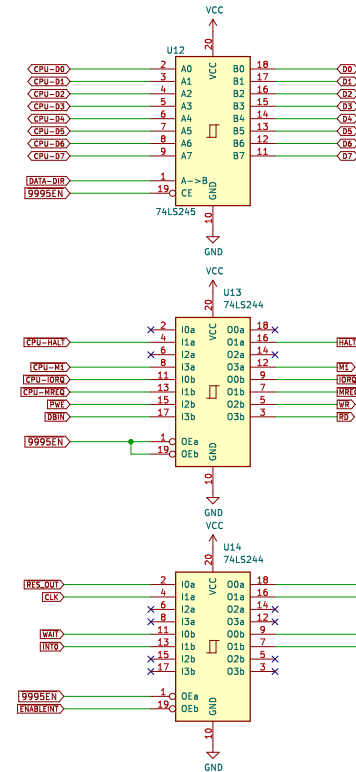 VCC
20
U12
CPU-D0 2 A0 VCC B0 18 D0
CPU-D1 3 A1 B1 17 D1
CPU-D2 4 A2 B2 16 D2
CPU-D3 5 A3 B3 15 D3
CPU-D4 6 A4 B4 14 D4
CPU-D5 7 A5 B5 13 D5
CPU-D6 8 A6 B6 12 D6
CPU-D7 9 A7 B7 11 D7
DATA-DIR 1 A->B
9995EN 19 CE GND
74LS245 10
GND
VCC
20
U13
74LS244
2 I0a VCC O0a 18
CPU-HALT 4 I1a O1a 16 HALT
6 I2a O2a 14
CPU-M1 8 I3a O3a 12 M1
CPU-IORQ 11 I0b O0b 9 IORQ
CPU-MREQ 13 I1b O1b 7 MREQ
PWE 15 I2b O2b 5 WR
DBIN 17 I3b O3b 3 RD
9995EN 1 OEa
19 OEb GND
10
GND
VCC
20
U14
74LS244
RES_OUT 2 I0a VCC O0a 18
CLK 4 I1a O1a 16
6 I2a O2a 14
8 I3a O3a 12
WAIT 11 I0b O0b 9
INT0 13 I1b O1b 7
15 I2b O2b 5
17 I3b O3b 3
9995EN 1 OEa
ENABLEINT 19 OEb GND
10
GND